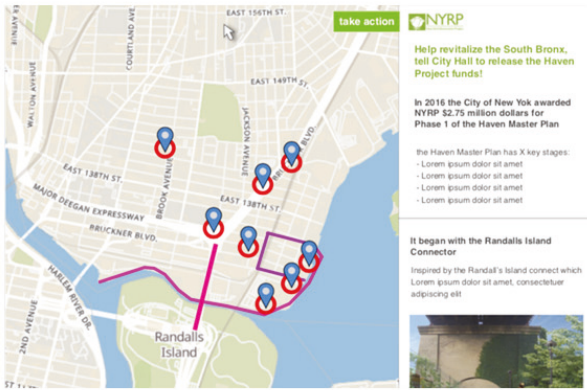 EAST 156TH ST.
take action
COURTLAND AVE
WALTON AVENUE
EAST 149TH ST.
JACKSON AVENUE
BROOK AVENUE
BLVD.
EAST 138TH ST.
EAST 138TH ST.
MAJOR DEEGAN EXPRESSWAY
BRUCKNER BLVD.
HARLEM RIVER DR.
2ND AVENUE
Randalls
Island
NYRP
Help revitalize the South Bronx,
tell City Hall to release the Haven
Project funds!
In 2016 the City of New Yok awarded
NYRP $2.75 million dollars for
Phase 1 of the Haven Master Plan
the Haven Master Plan has X key stages:
- Lorem ipsum dolor sit amet
- Lorem ipsum dolor sit amet
- Lorem ipsum dolor sit amet
- Lorem ipsum dolor sit amet
It began with the Randalls Island
Connector
Inspired by the Randall's Island connect which
Lorem ipsum dolor sit amet, consectetuer
adipiscing elit